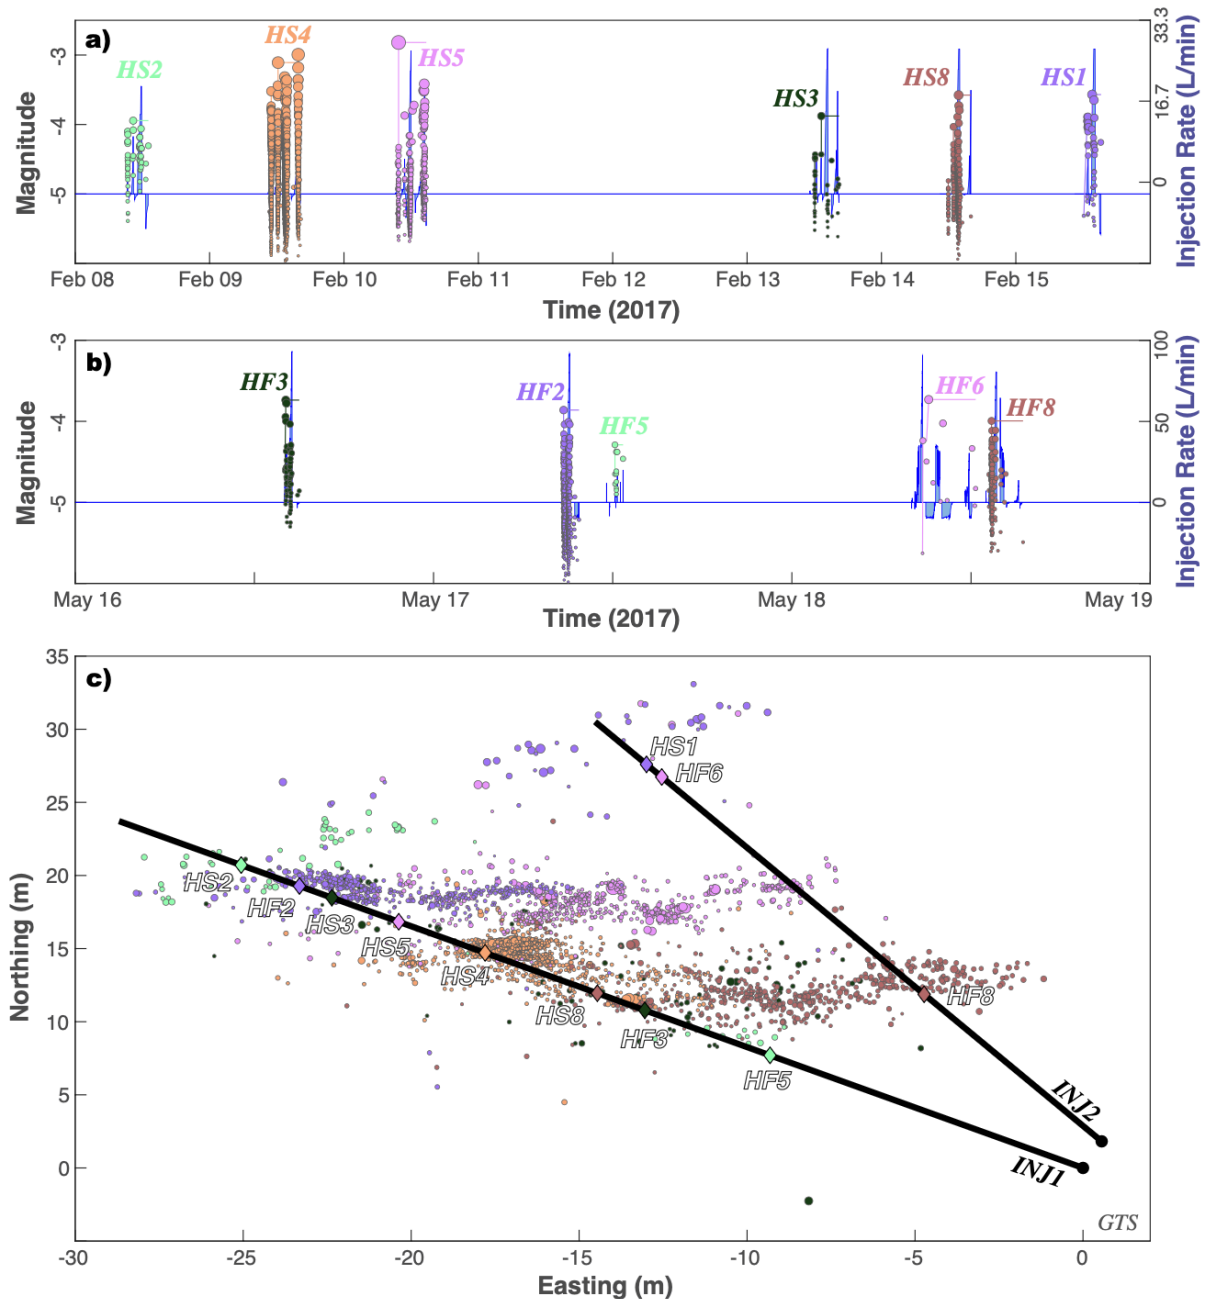 a)
HS2
HS4
HS5
HS3
HS8
HS1
Magnitude
-3
-4
-5
33.3
16.7
0
Injection Rate (L/min)
Feb 08
Feb 09
Feb 10
Feb 11
Feb 12
Feb 13
Feb 14
Feb 15
Time (2017)
b)
HF3
HF2
HF5
HF6
HF8
Magnitude
-3
-4
-5
100
50
0
Injection Rate (L/min)
May 16
May 17
May 18
May 19
Time (2017)
c)
Northing (m)
35
30
25
20
15
10
5
0
HS1
HF6
HS2
HF2
HS3
HS5
HS4
HS8
HF3
HF5
HF8
INJ2
INJ1
GTS
-30
-25
-20
-15
-10
-5
0
Easting (m)